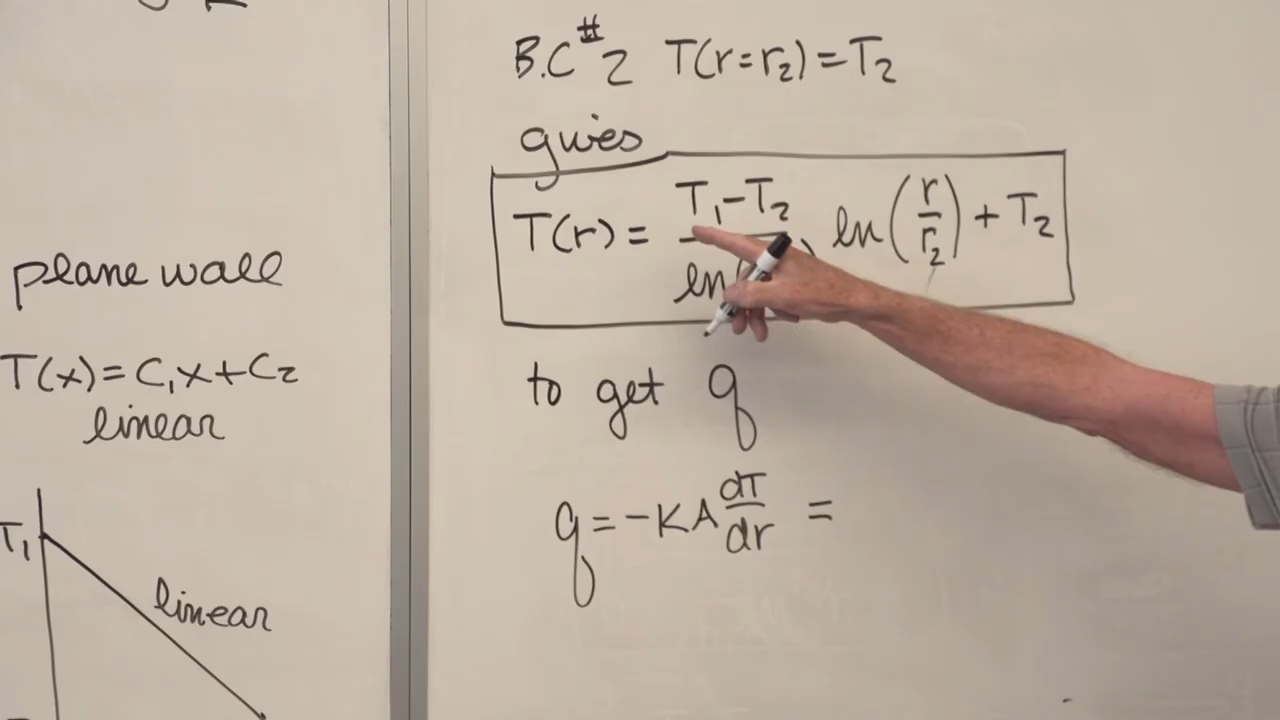 plane wall
T(x) = C₁x + C₂
linear
T₁
linear
B.C #2 T(r=r₂) = T₂
gives
T(r) = T₁-T₂ / ln( ) ln(r/r₂) + T₂
to get q
q = -KA dT/dr =